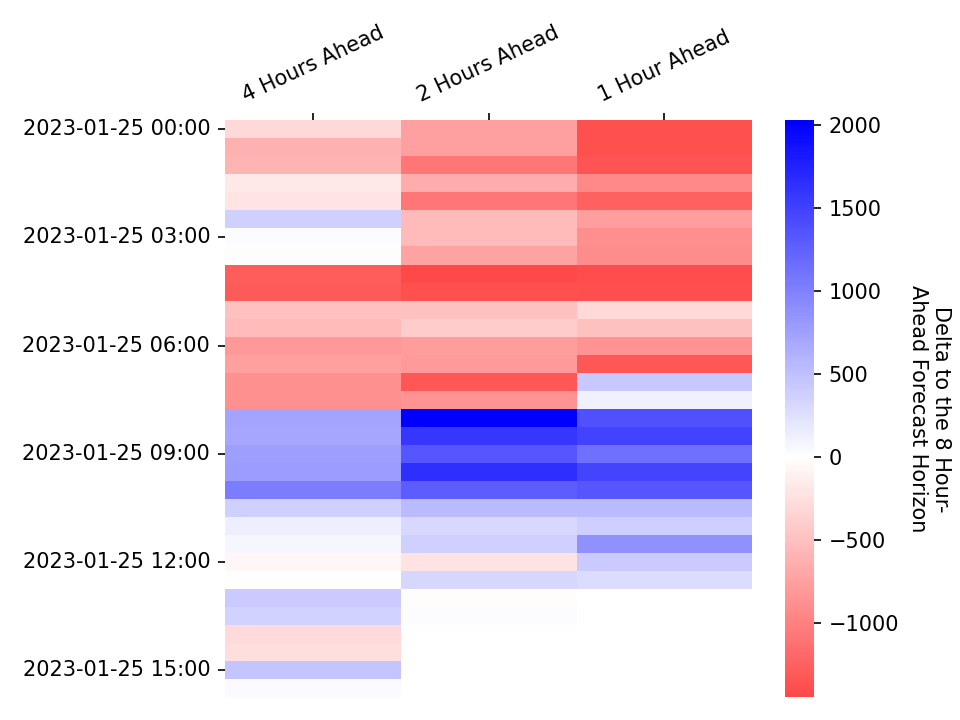 4 Hours Ahead
2 Hours Ahead
1 Hour Ahead
2023-01-25 00:00
2023-01-25 03:00
2023-01-25 06:00
2023-01-25 09:00
2023-01-25 12:00
2023-01-25 15:00
2000
1500
1000
500
0
−500
−1000
Delta to the 8 Hour-
Ahead Forecast Horizon